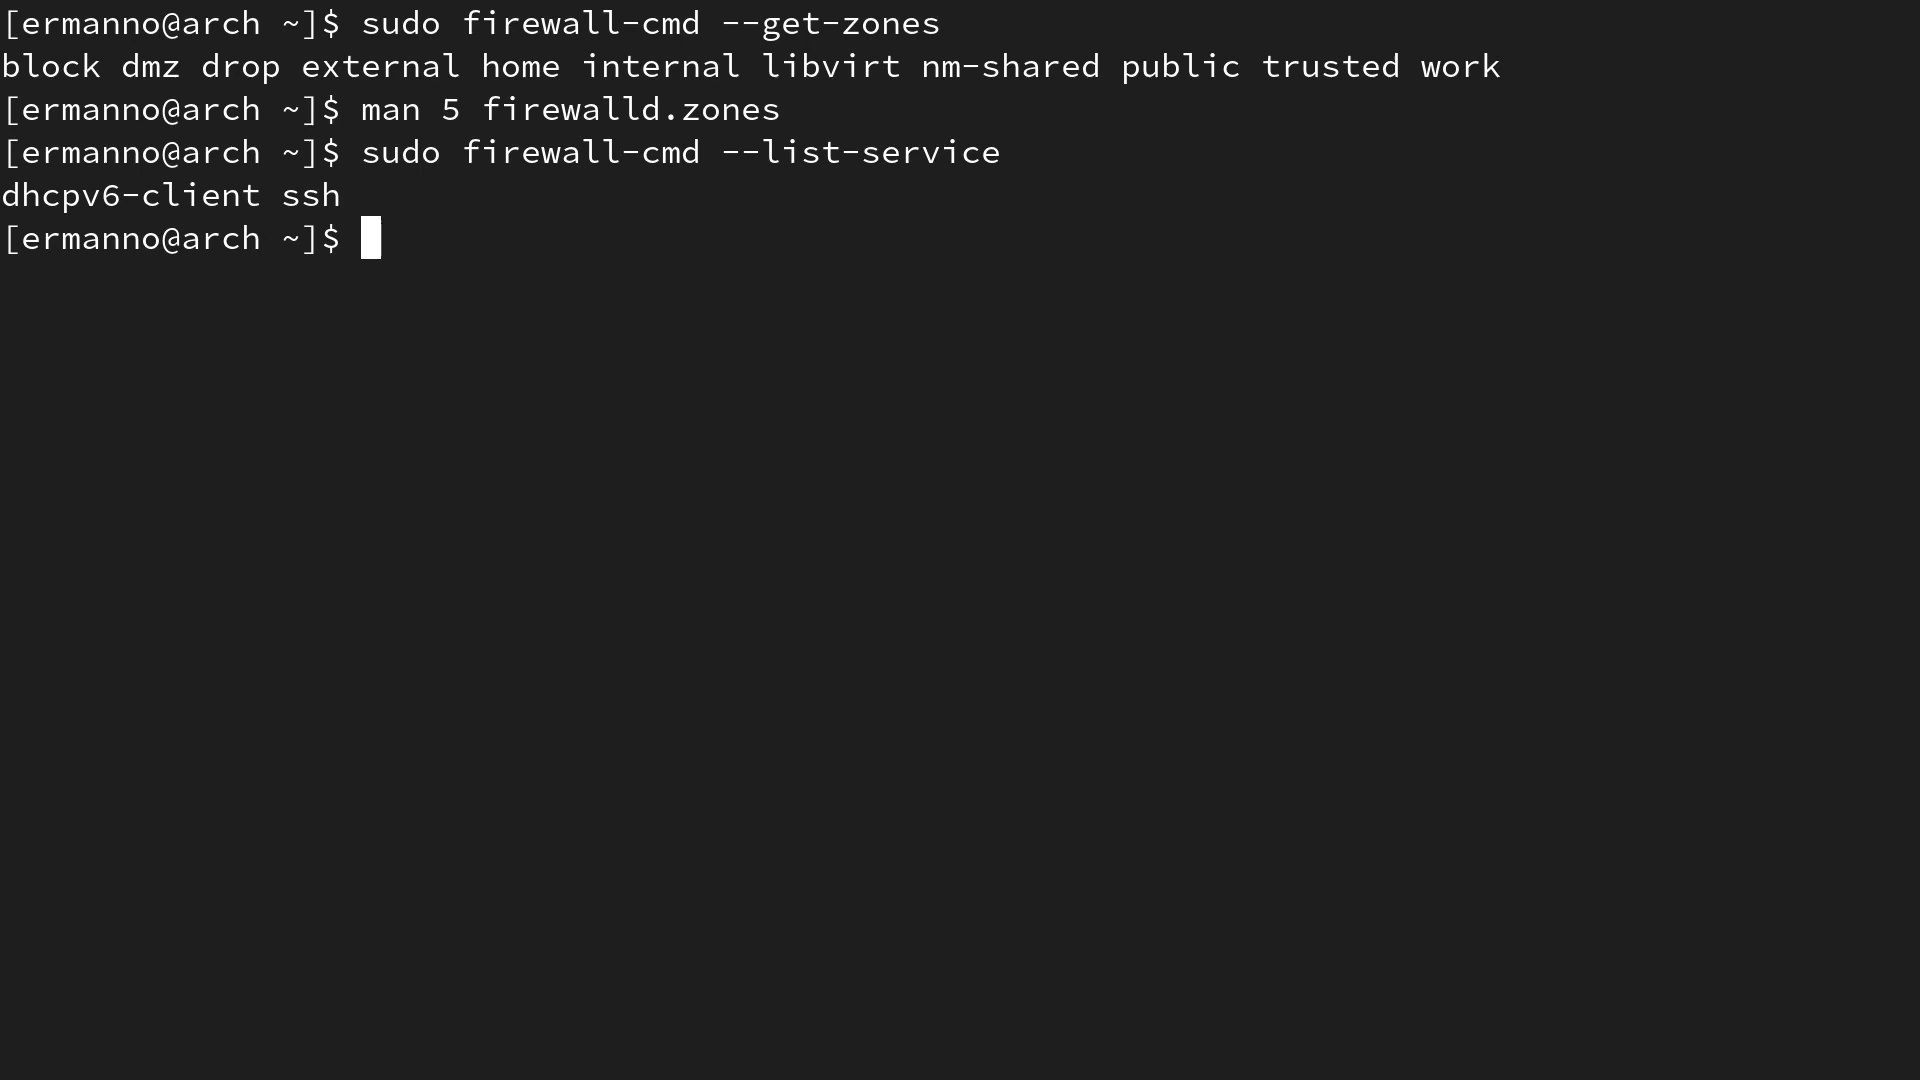 [ermanno@arch ~]$ sudo firewall-cmd --get-zones
block dmz drop external home internal libvirt nm-shared public trusted work
[ermanno@arch ~]$ man 5 firewalld.zones
[ermanno@arch ~]$ sudo firewall-cmd --list-service
dhcpv6-client ssh
[ermanno@arch ~]$